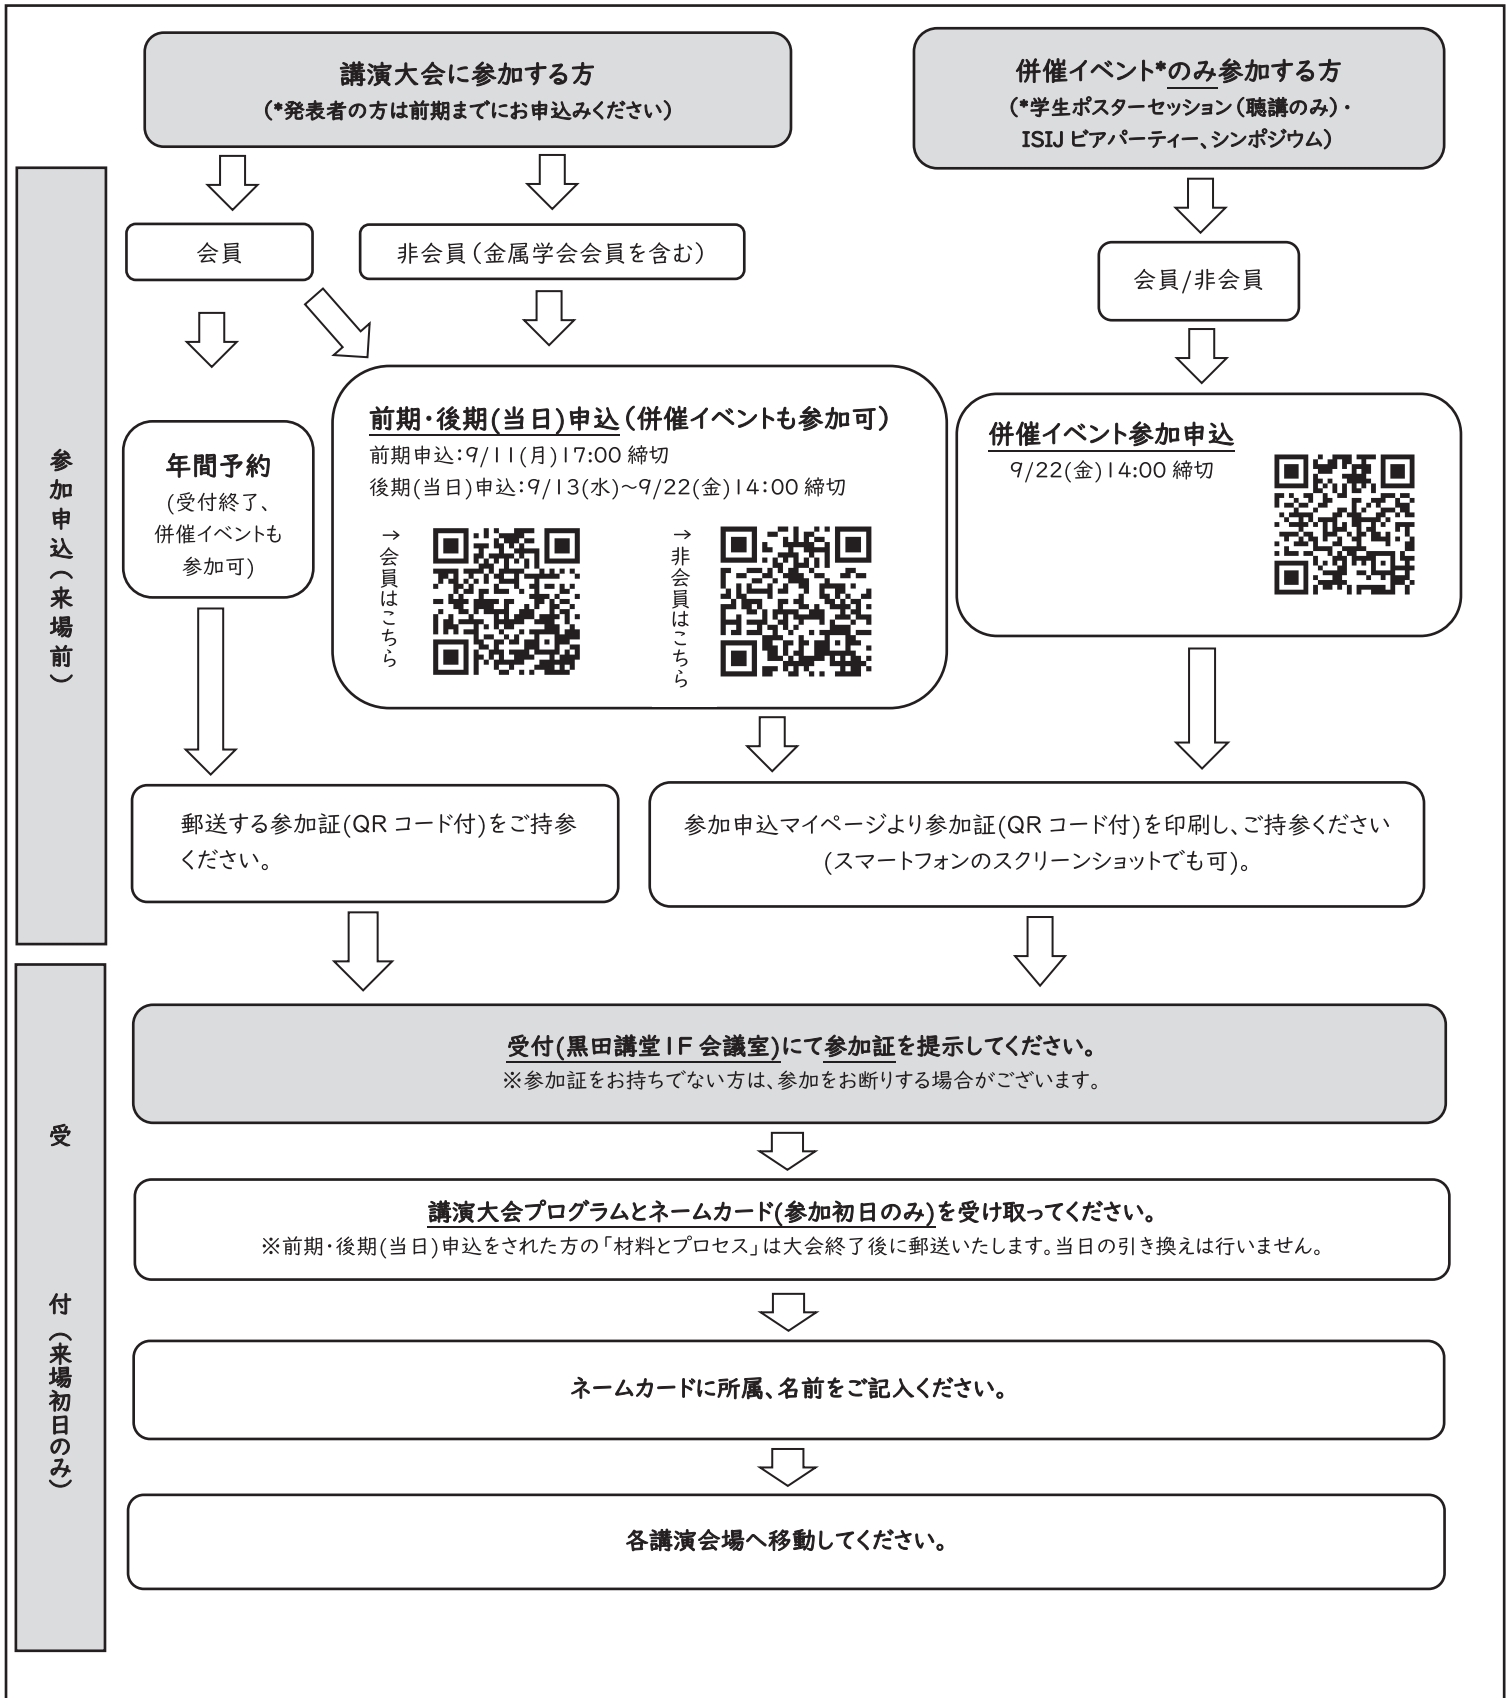 講演大会に参加する方
(*発表者の方は前期までにお申込みください)
併催イベント*のみ参加する方
(*学生ポスターセッション(聴講のみ)・
ISIJ ビアパーティー、シンポジウム)
参加申込(来場前)
会員
非会員(金属学会会員を含む)
会員/非会員
年間予約
(受付終了、
併催イベントも
参加可)
前期・後期(当日)申込(併催イベントも参加可)
前期申込:9/11(月)17:00 締切
後期(当日)申込:9/13(水)~9/22(金)14:00 締切
→会員はこちら
→非会員はこちら
併催イベント参加申込
9/22(金)14:00 締切
郵送する参加証(QR コード付)をご持参
ください。
参加申込マイページより参加証(QR コード付)を印刷し、ご持参ください
(スマートフォンのスクリーンショットでも可)。
受付(来場初日のみ)
受付(黒田講堂1F 会議室)にて参加証を提示してください。
※参加証をお持ちでない方は、参加をお断りする場合がございます。
講演大会プログラムとネームカード(参加初日のみ)を受け取ってください。
※前期・後期(当日)申込をされた方の「材料とプロセス」は大会終了後に郵送いたします。当日の引き換えは行いません。
ネームカードに所属、名前をご記入ください。
各講演会場へ移動してください。